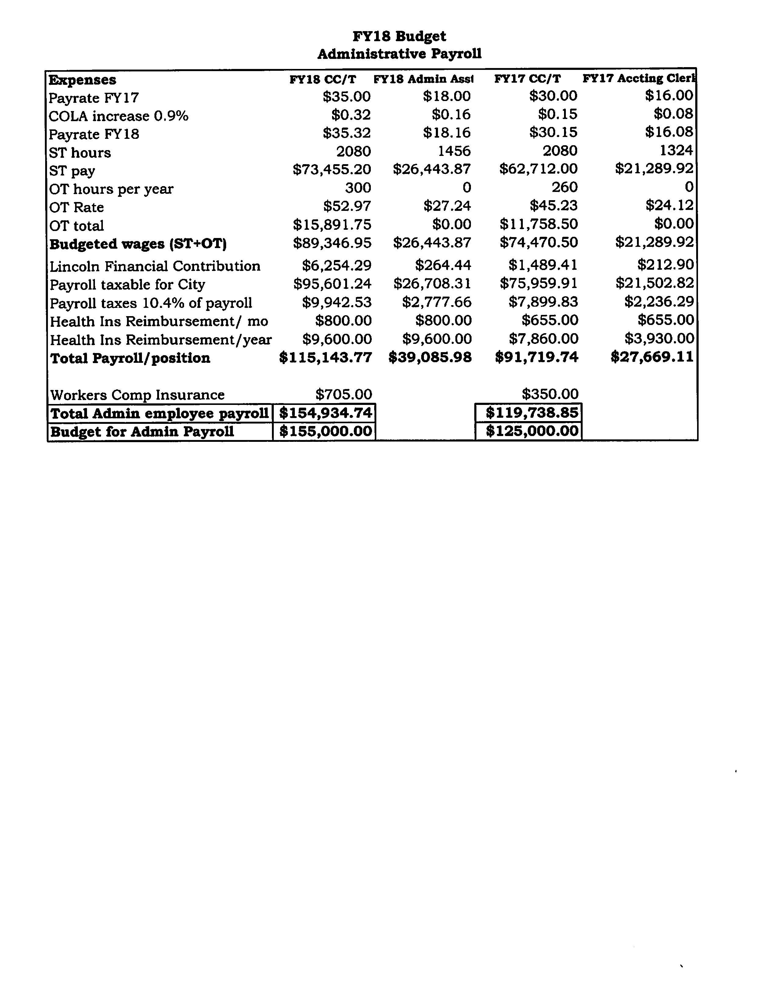 FY18 Budget
Administrative Payroll
Expenses FY18 CC/T FY18 Admin Asst FY17 CC/T FY17 Accting Clerk
Payrate FY17 $35.00 $18.00 $30.00 $16.00
COLA increase 0.9% $0.32 $0.16 $0.15 $0.08
Payrate FY18 $35.32 $18.16 $30.15 $16.08
ST hours 2080 1456 2080 1324
ST pay $73,455.20 $26,443.87 $62,712.00 $21,289.92
OT hours per year 300 0 260 0
OT Rate $52.97 $27.24 $45.23 $24.12
OT total $15,891.75 $0.00 $11,758.50 $0.00
Budgeted wages (ST+OT) $89,346.95 $26,443.87 $74,470.50 $21,289.92
Lincoln Financial Contribution $6,254.29 $264.44 $1,489.41 $212.90
Payroll taxable for City $95,601.24 $26,708.31 $75,959.91 $21,502.82
Payroll taxes 10.4% of payroll $9,942.53 $2,777.66 $7,899.83 $2,236.29
Health Ins Reimbursement/ mo $800.00 $800.00 $655.00 $655.00
Health Ins Reimbursement/year $9,600.00 $9,600.00 $7,860.00 $3,930.00
Total Payroll/position $115,143.77 $39,085.98 $91,719.74 $27,669.11
Workers Comp Insurance $705.00 $350.00
Total Admin employee payroll $154,934.74 $119,738.85
Budget for Admin Payroll $155,000.00 $125,000.00